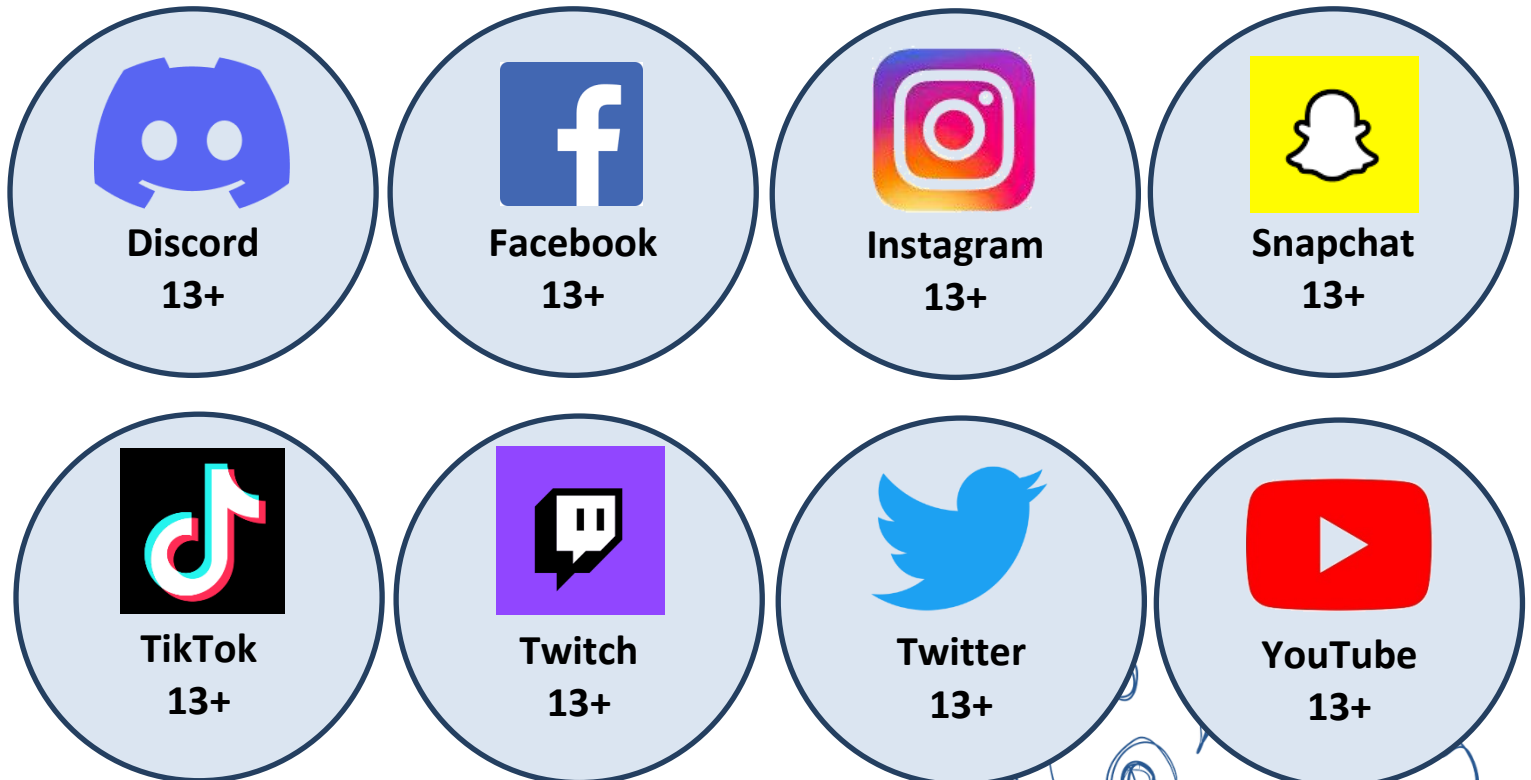 Discord
13+
Facebook
13+
Instagram
13+
Snapchat
13+
TikTok
13+
Twitch
13+
Twitter
13+
YouTube
13+